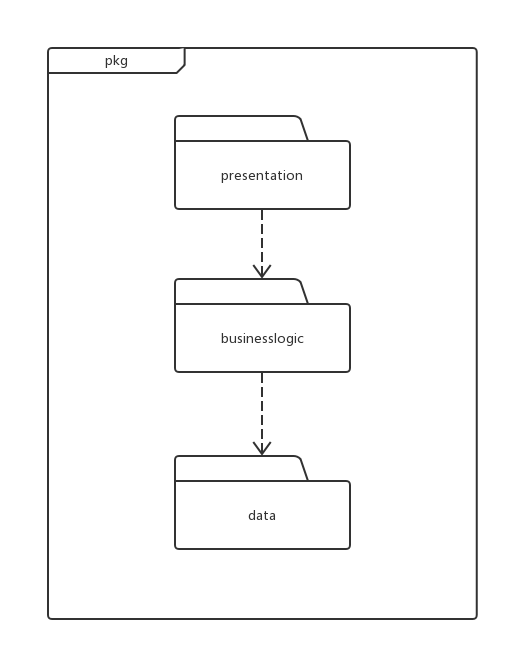 pkg
presentation
businesslogic
data